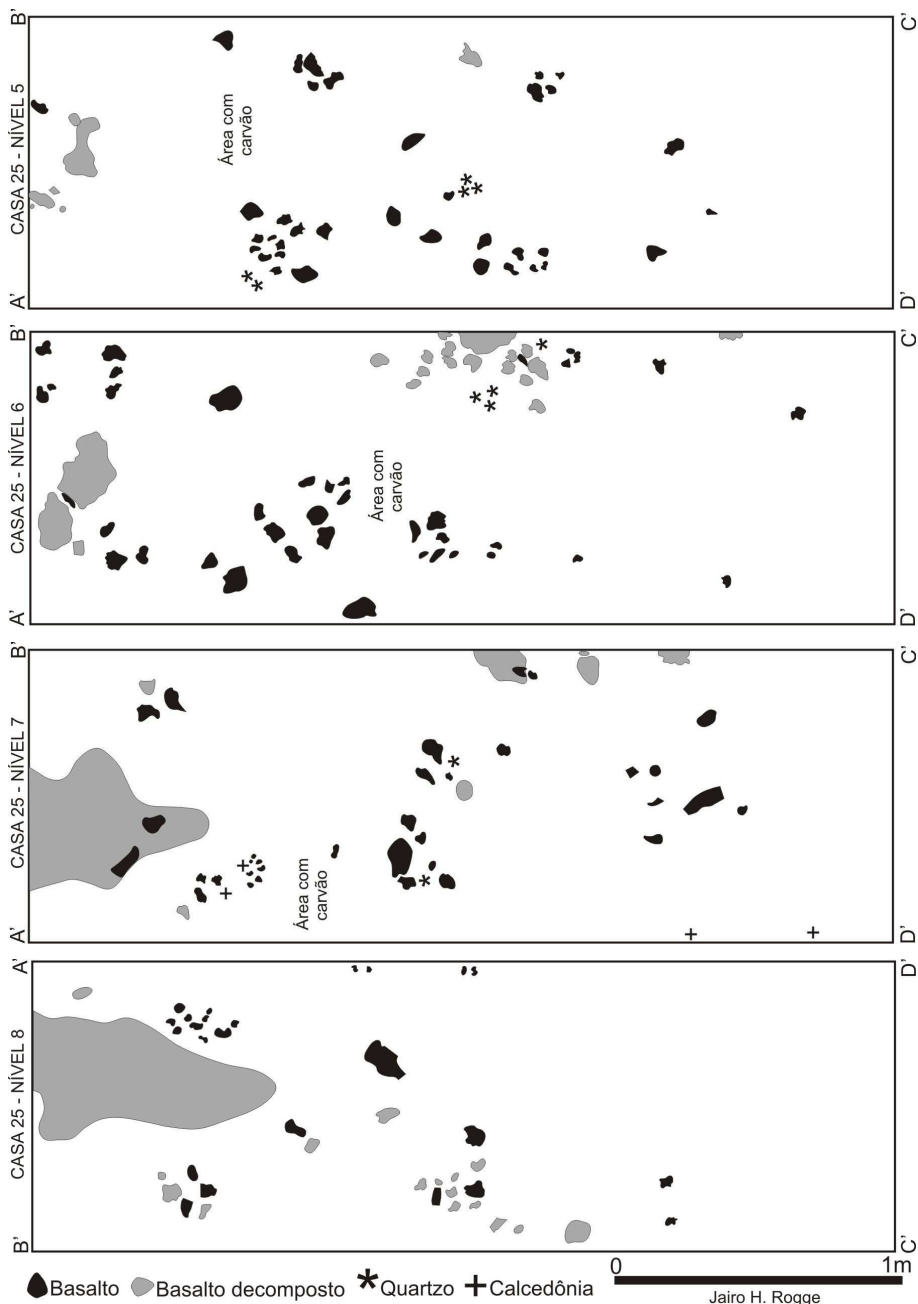 B'
C'
CASA 25 - NÍVEL 5
Área com
carvão
A'
D'
B'
C'
CASA 25 - NÍVEL 6
Área com
carvão
A'
D'
B'
C'
CASA 25 - NÍVEL 7
Área com
carvão
A'
D'
A'
D'
CASA 25 - NÍVEL 8
B'
C'
Basalto Basalto decomposto Quartzo Calcedônia
0 1m
Jairo H. Rogge